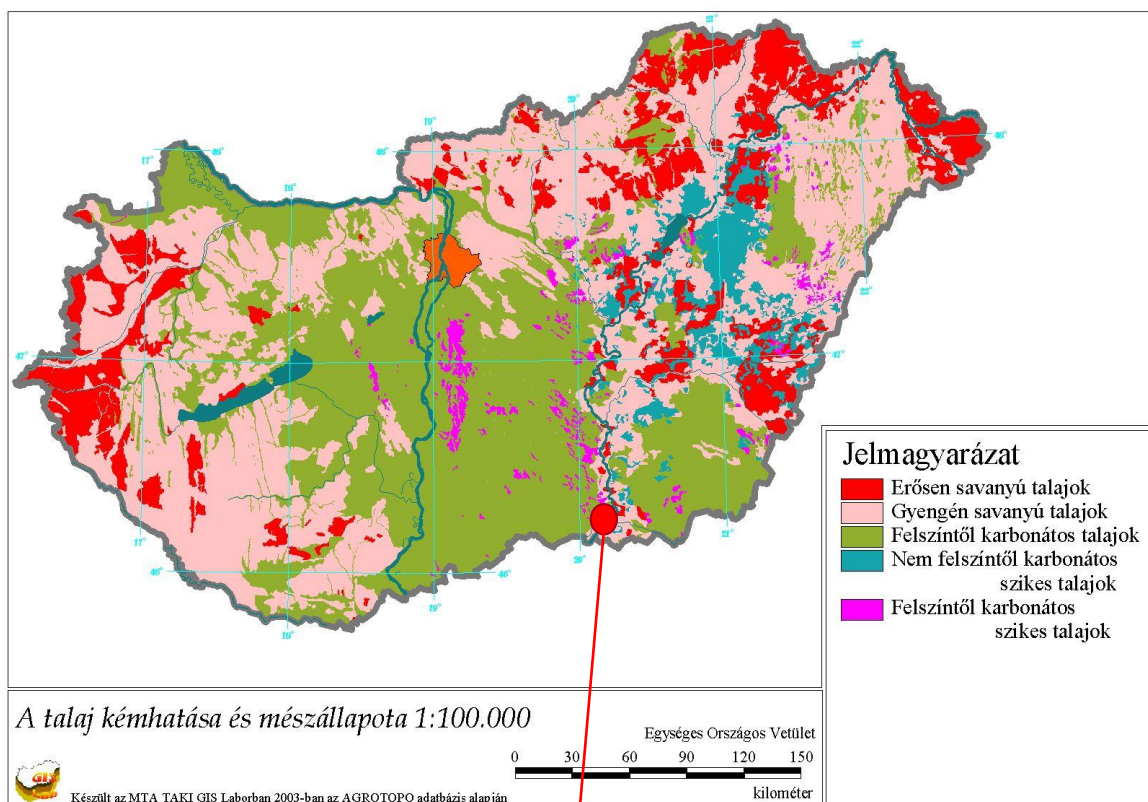 Jelmagyarázat
Erősen savanyú talajok
Gyengén savanyú talajok
Felszíntől karbonátos talajok
Nem felszíntől karbonátos
szikes talajok
Felszíntől karbonátos
szikes talajok
A talaj kémhatása és mészállapota 1:100.000
Egységes Országos Vetület
0 30 60 90 120 150
kilométer
GIS
Készült az MTA TAKI GIS Laborban 2003-ban az AGROTOPO adatbázis alapján